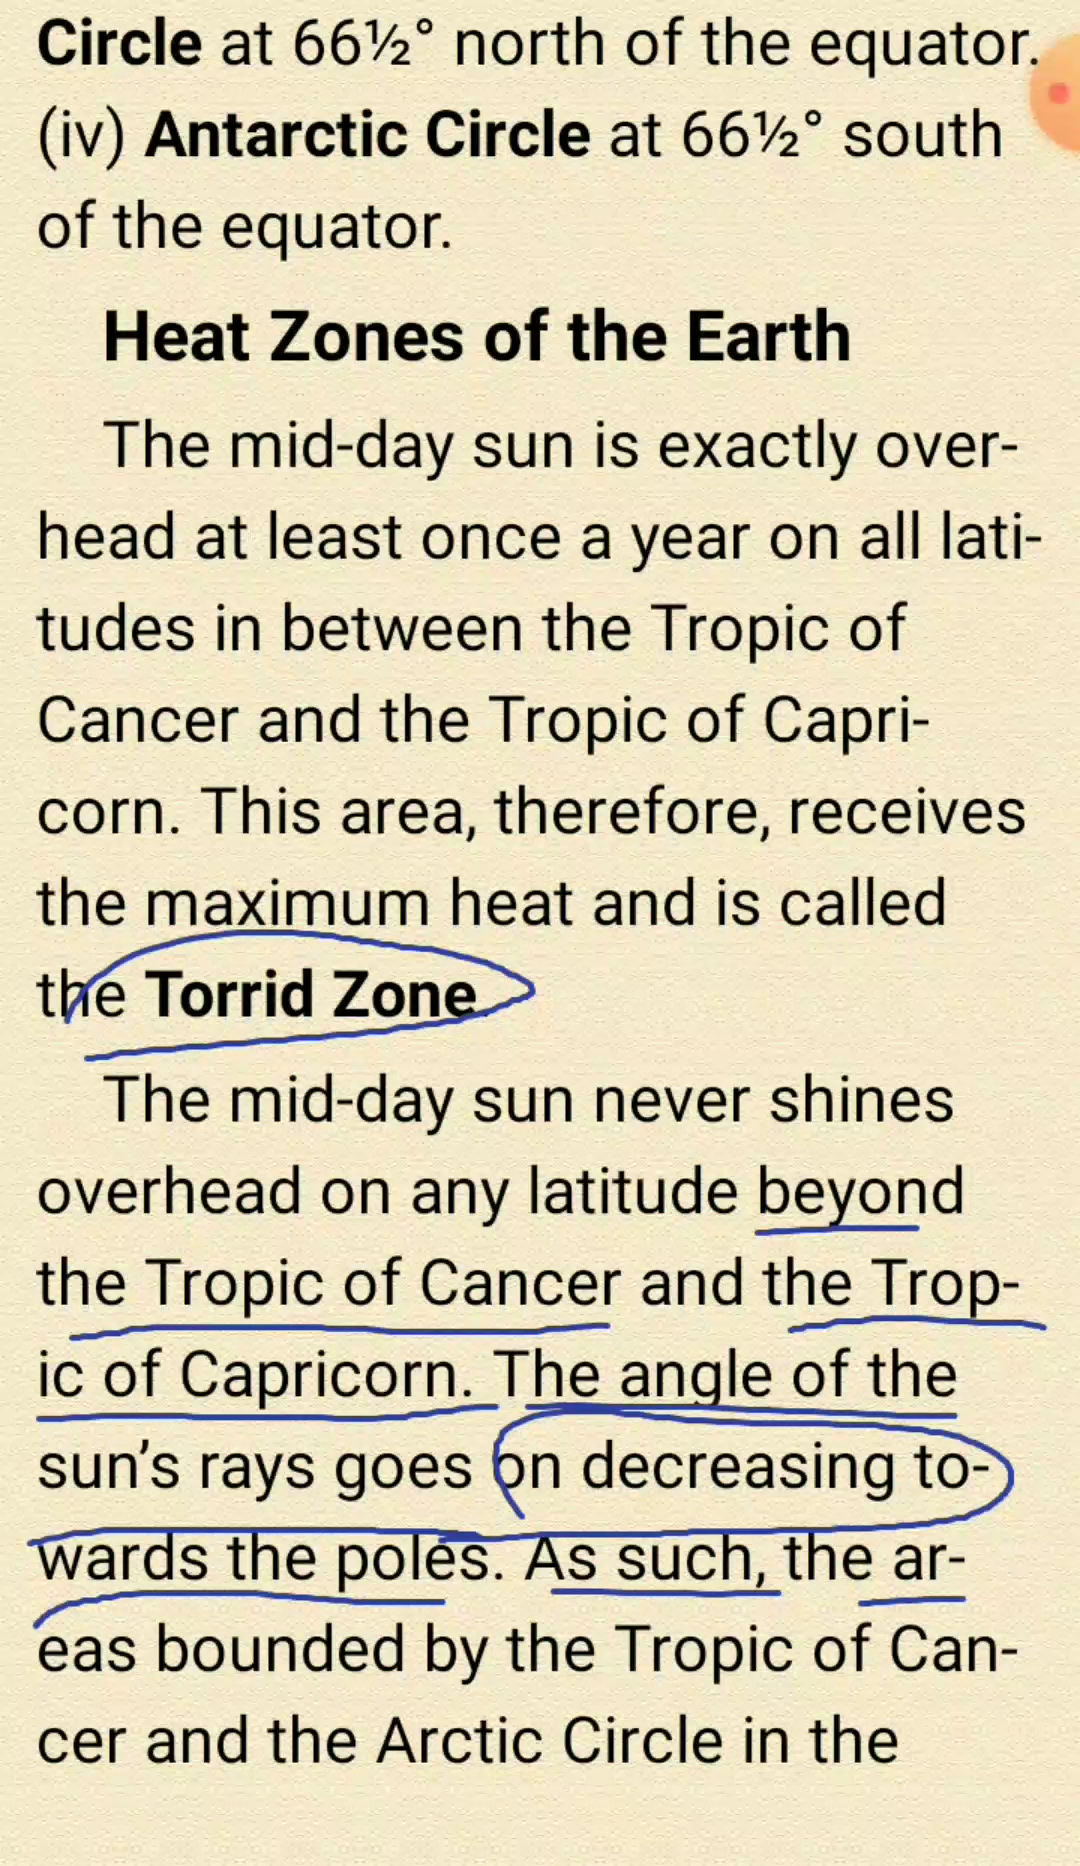 Circle at 66½° north of the equator.
(iv) Antarctic Circle at 66½° south
of the equator.
Heat Zones of the Earth
The mid-day sun is exactly over-
head at least once a year on all lati-
tudes in between the Tropic of
Cancer and the Tropic of Capri-
corn. This area, therefore, receives
the maximum heat and is called
the Torrid Zone.
The mid-day sun never shines
overhead on any latitude beyond
the Tropic of Cancer and the Trop-
ic of Capricorn. The angle of the
sun’s rays goes on decreasing to-
wards the poles. As such, the ar-
eas bounded by the Tropic of Can-
cer and the Arctic Circle in the